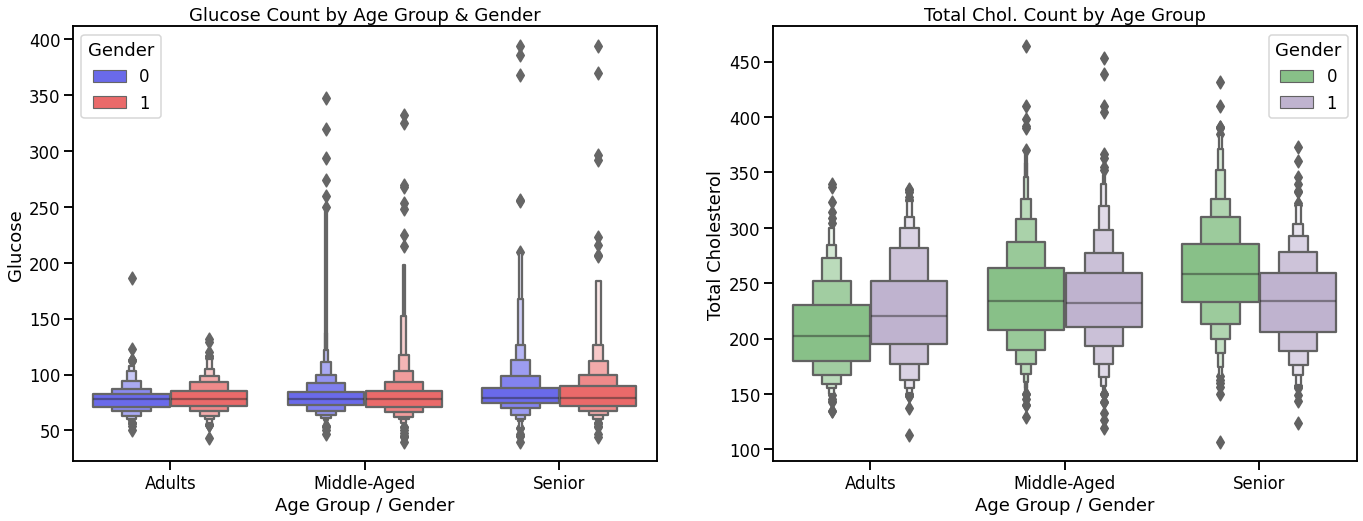 Glucose Count by Age Group & Gender
Gender
0
1
400
350
300
250
200
150
100
50
Glucose
Adults
Middle-Aged
Senior
Age Group / Gender
Total Chol. Count by Age Group
Gender
0
1
450
400
350
300
250
200
150
100
Total Cholesterol
Adults
Middle-Aged
Senior
Age Group / Gender